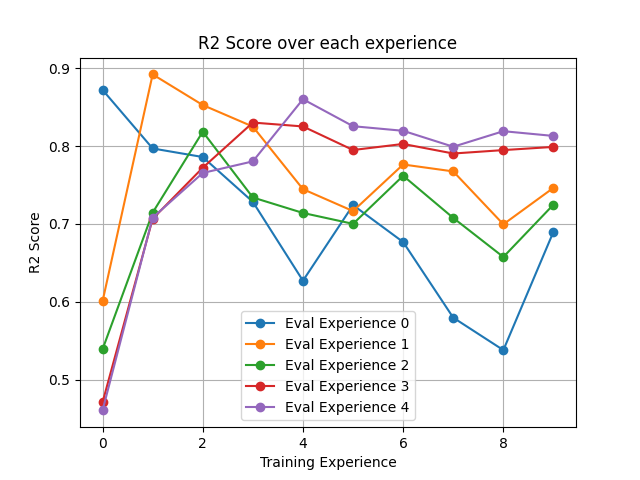 R2 Score over each experience
R2 Score
0.9
0.8
0.7
0.6
0.5
Eval Experience 0
Eval Experience 1
Eval Experience 2
Eval Experience 3
Eval Experience 4
0 2 4 6 8
Training Experience